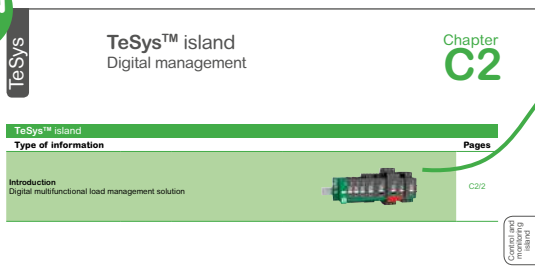 TeSys
TeSys™ island
Digital management
Chapter
C2
TeSys™ island
Type of information
Pages
Introduction
Digital multifunctional load management solution
C2/2
Control and
monitoring
island